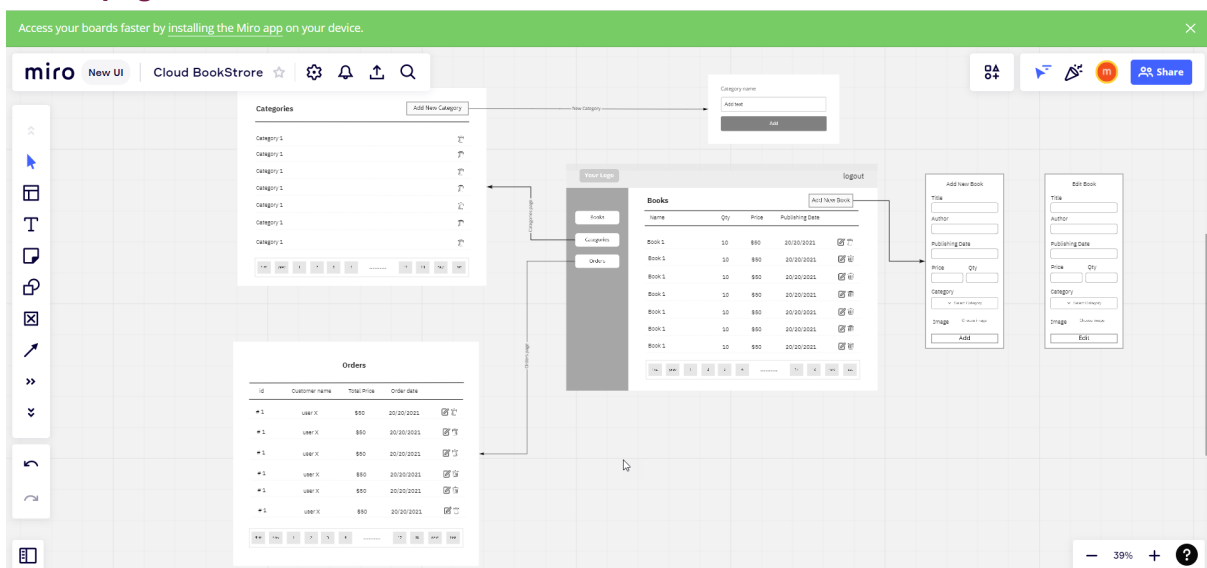 Access your boards faster by installing the Miro app on your device.
miro New UI Cloud BookStrore
Share
Categories
Add New Category
Category 1
Category 1
Category 1
Category 1
Category 1
Category 1
Category 1
New Category
Category name
Add text
Add
Categories page
Your Logo
logout
Books
Categories
Orders
Books
Add New Book
Name Qty Price Publishing Date
Book 1 10 $50 20/20/2021
Book 1 10 $50 20/20/2021
Book 1 10 $50 20/20/2021
Book 1 10 $50 20/20/2021
Book 1 10 $50 20/20/2021
Book 1 10 $50 20/20/2021
Book 1 10 $50 20/20/2021
Add New Book
Title
Author
Publishing Date
Price Qty
Category
Select Category
Image
Add
Edit Book
Title
Author
Publishing Date
Price Qty
Category
Select Category
Image
Edit
Orders page
Orders
id Customer name Total Price Order date
#1 user X $50 20/20/2021
#1 user X $50 20/20/2021
#1 user X $50 20/20/2021
#1 user X $50 20/20/2021
#1 user X $50 20/20/2021
#1 user X $50 20/20/2021
39%